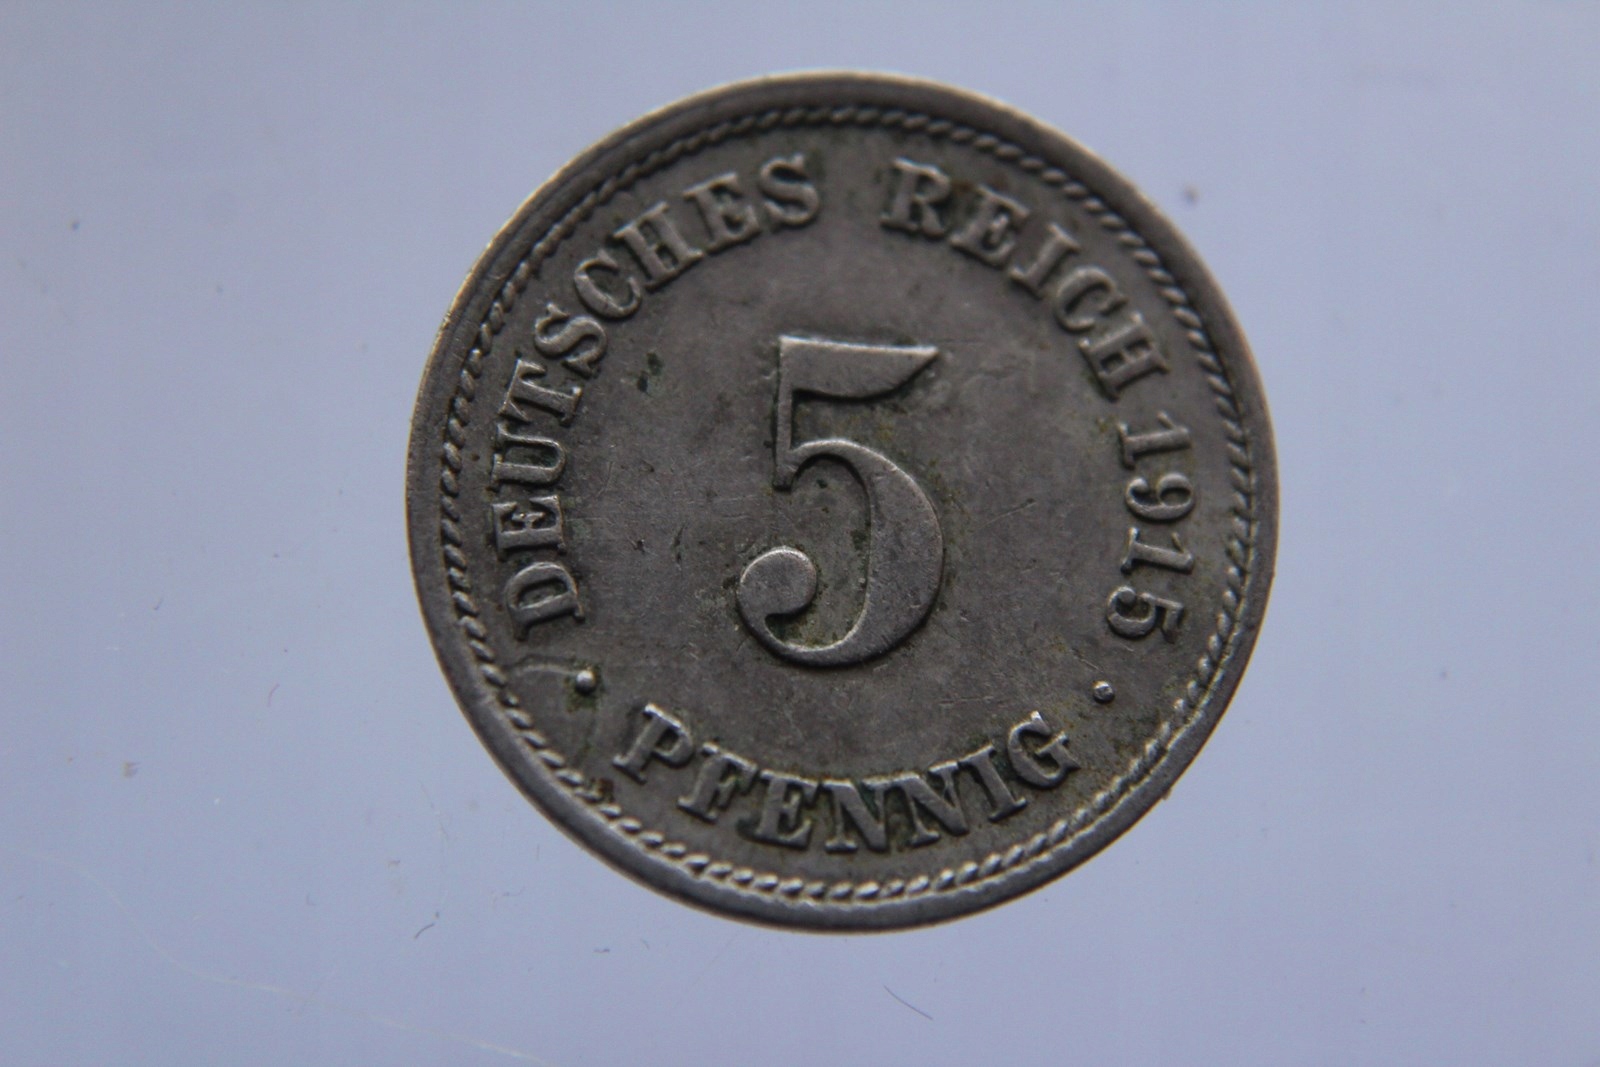 DEUTSCHES REICH 1915
5
· PFENNIG ·